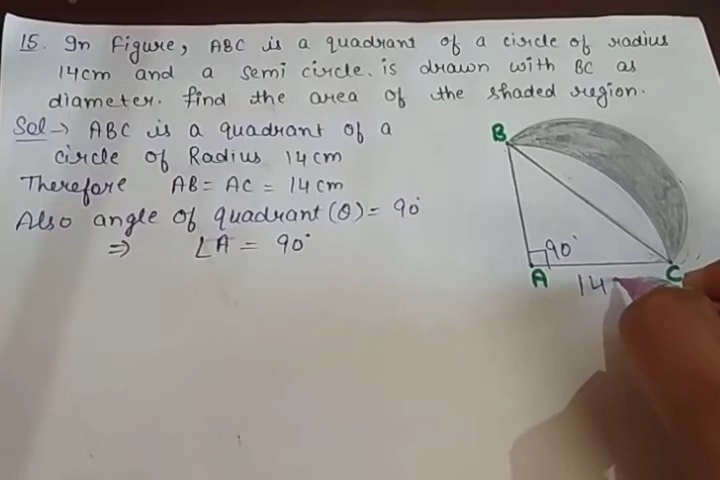 15. In Figure, ABC is a quadrant of a circle of radius
14cm and a semi circle. is drawn with BC as
diameter. find the area of the shaded region.
Sol → ABC is a quadrant of a
circle of Radius 14 cm
Therefore AB = AC = 14 cm
Also angle of quadrant (θ) = 90°
⇒ ∠A = 90°
B
90°
A
C
14